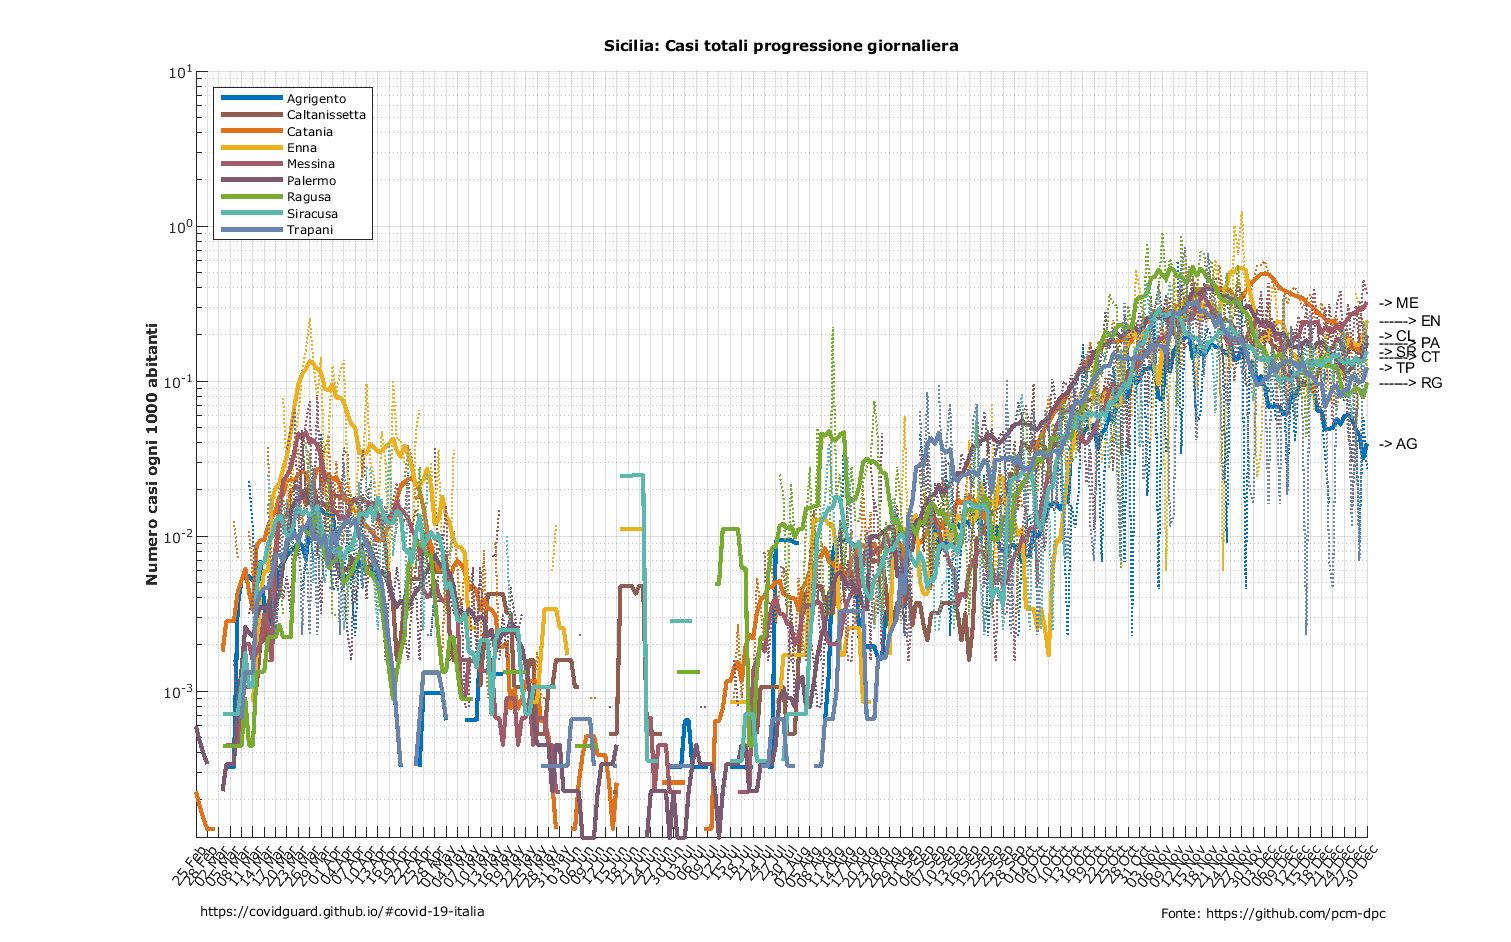 Sicilia: Casi totali progressione giornaliera
Numero casi ogni 1000 abitanti
10^1
10^0
10^-1
10^-2
10^-3
Agrigento
Caltanissetta
Catania
Enna
Messina
Palermo
Ragusa
Siracusa
Trapani
-> ME
------> EN
-> CL
------> PA
-> SR
------> CT
-> TP
------> RG
-> AG
25 Feb
28 Feb
02 Mar
05 Mar
08 Mar
11 Mar
14 Mar
17 Mar
20 Mar
23 Mar
26 Mar
29 Mar
01 Apr
04 Apr
07 Apr
10 Apr
13 Apr
16 Apr
19 Apr
22 Apr
25 Apr
28 Apr
01 May
04 May
07 May
10 May
13 May
16 May
19 May
22 May
25 May
28 May
31 May
03 Jun
06 Jun
09 Jun
12 Jun
15 Jun
18 Jun
21 Jun
24 Jun
27 Jun
30 Jun
03 Jul
06 Jul
09 Jul
12 Jul
15 Jul
18 Jul
21 Jul
24 Jul
27 Jul
30 Jul
02 Aug
05 Aug
08 Aug
11 Aug
14 Aug
17 Aug
20 Aug
23 Aug
26 Aug
29 Aug
01 Sep
04 Sep
07 Sep
10 Sep
13 Sep
16 Sep
19 Sep
22 Sep
25 Sep
28 Sep
01 Oct
04 Oct
07 Oct
10 Oct
13 Oct
16 Oct
19 Oct
22 Oct
25 Oct
28 Oct
31 Oct
03 Nov
06 Nov
09 Nov
12 Nov
15 Nov
18 Nov
21 Nov
24 Nov
27 Nov
30 Nov
03 Dec
06 Dec
09 Dec
12 Dec
15 Dec
18 Dec
21 Dec
24 Dec
27 Dec
30 Dec
https://covidguard.github.io/#covid-19-italia
Fonte: https://github.com/pcm-dpc